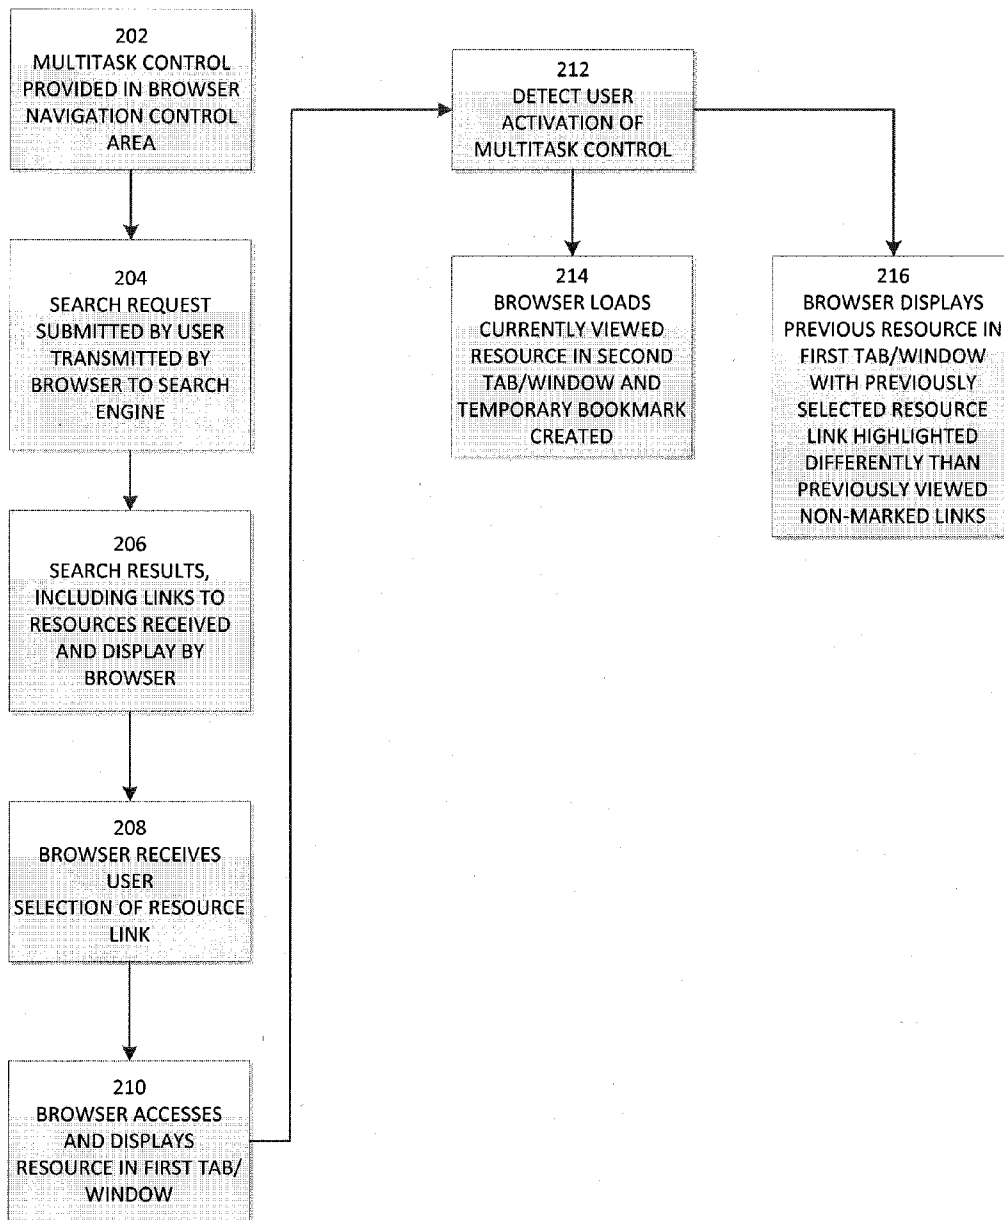 202
MULTITASK CONTROL
PROVIDED IN BROWSER
NAVIGATION CONTROL
AREA
204
SEARCH REQUEST
SUBMITTED BY USER
TRANSMITTED BY
BROWSER TO SEARCH
ENGINE
206
SEARCH RESULTS,
INCLUDING LINKS TO
RESOURCES RECEIVED
AND DISPLAY BY
BROWSER
208
BROWSER RECEIVES
USER
SELECTION OF RESOURCE
LINK
210
BROWSER ACCESSES
AND DISPLAYS
RESOURCE IN FIRST TAB/
WINDOW
212
DETECT USER
ACTIVATION OF
MULTITASK CONTROL
214
BROWSER LOADS
CURRENTLY VIEWED
RESOURCE IN SECOND
TAB/WINDOW AND
TEMPORARY BOOKMARK
CREATED
216
BROWSER DISPLAYS
PREVIOUS RESOURCE IN
FIRST TAB/WINDOW
WITH PREVIOUSLY
SELECTED RESOURCE
LINK HIGHLIGHTED
DIFFERENTLY THAN
PREVIOUSLY VIEWED
NON-MARKED LINKS